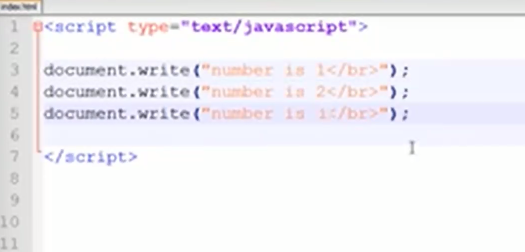 index.html
1 <script type="text/javascript">
2
3 document.write("number is 1</br>");
4 document.write("number is 2</br>");
5 document.write("number is i</br>");
6
7 </script>
8
9
10
11